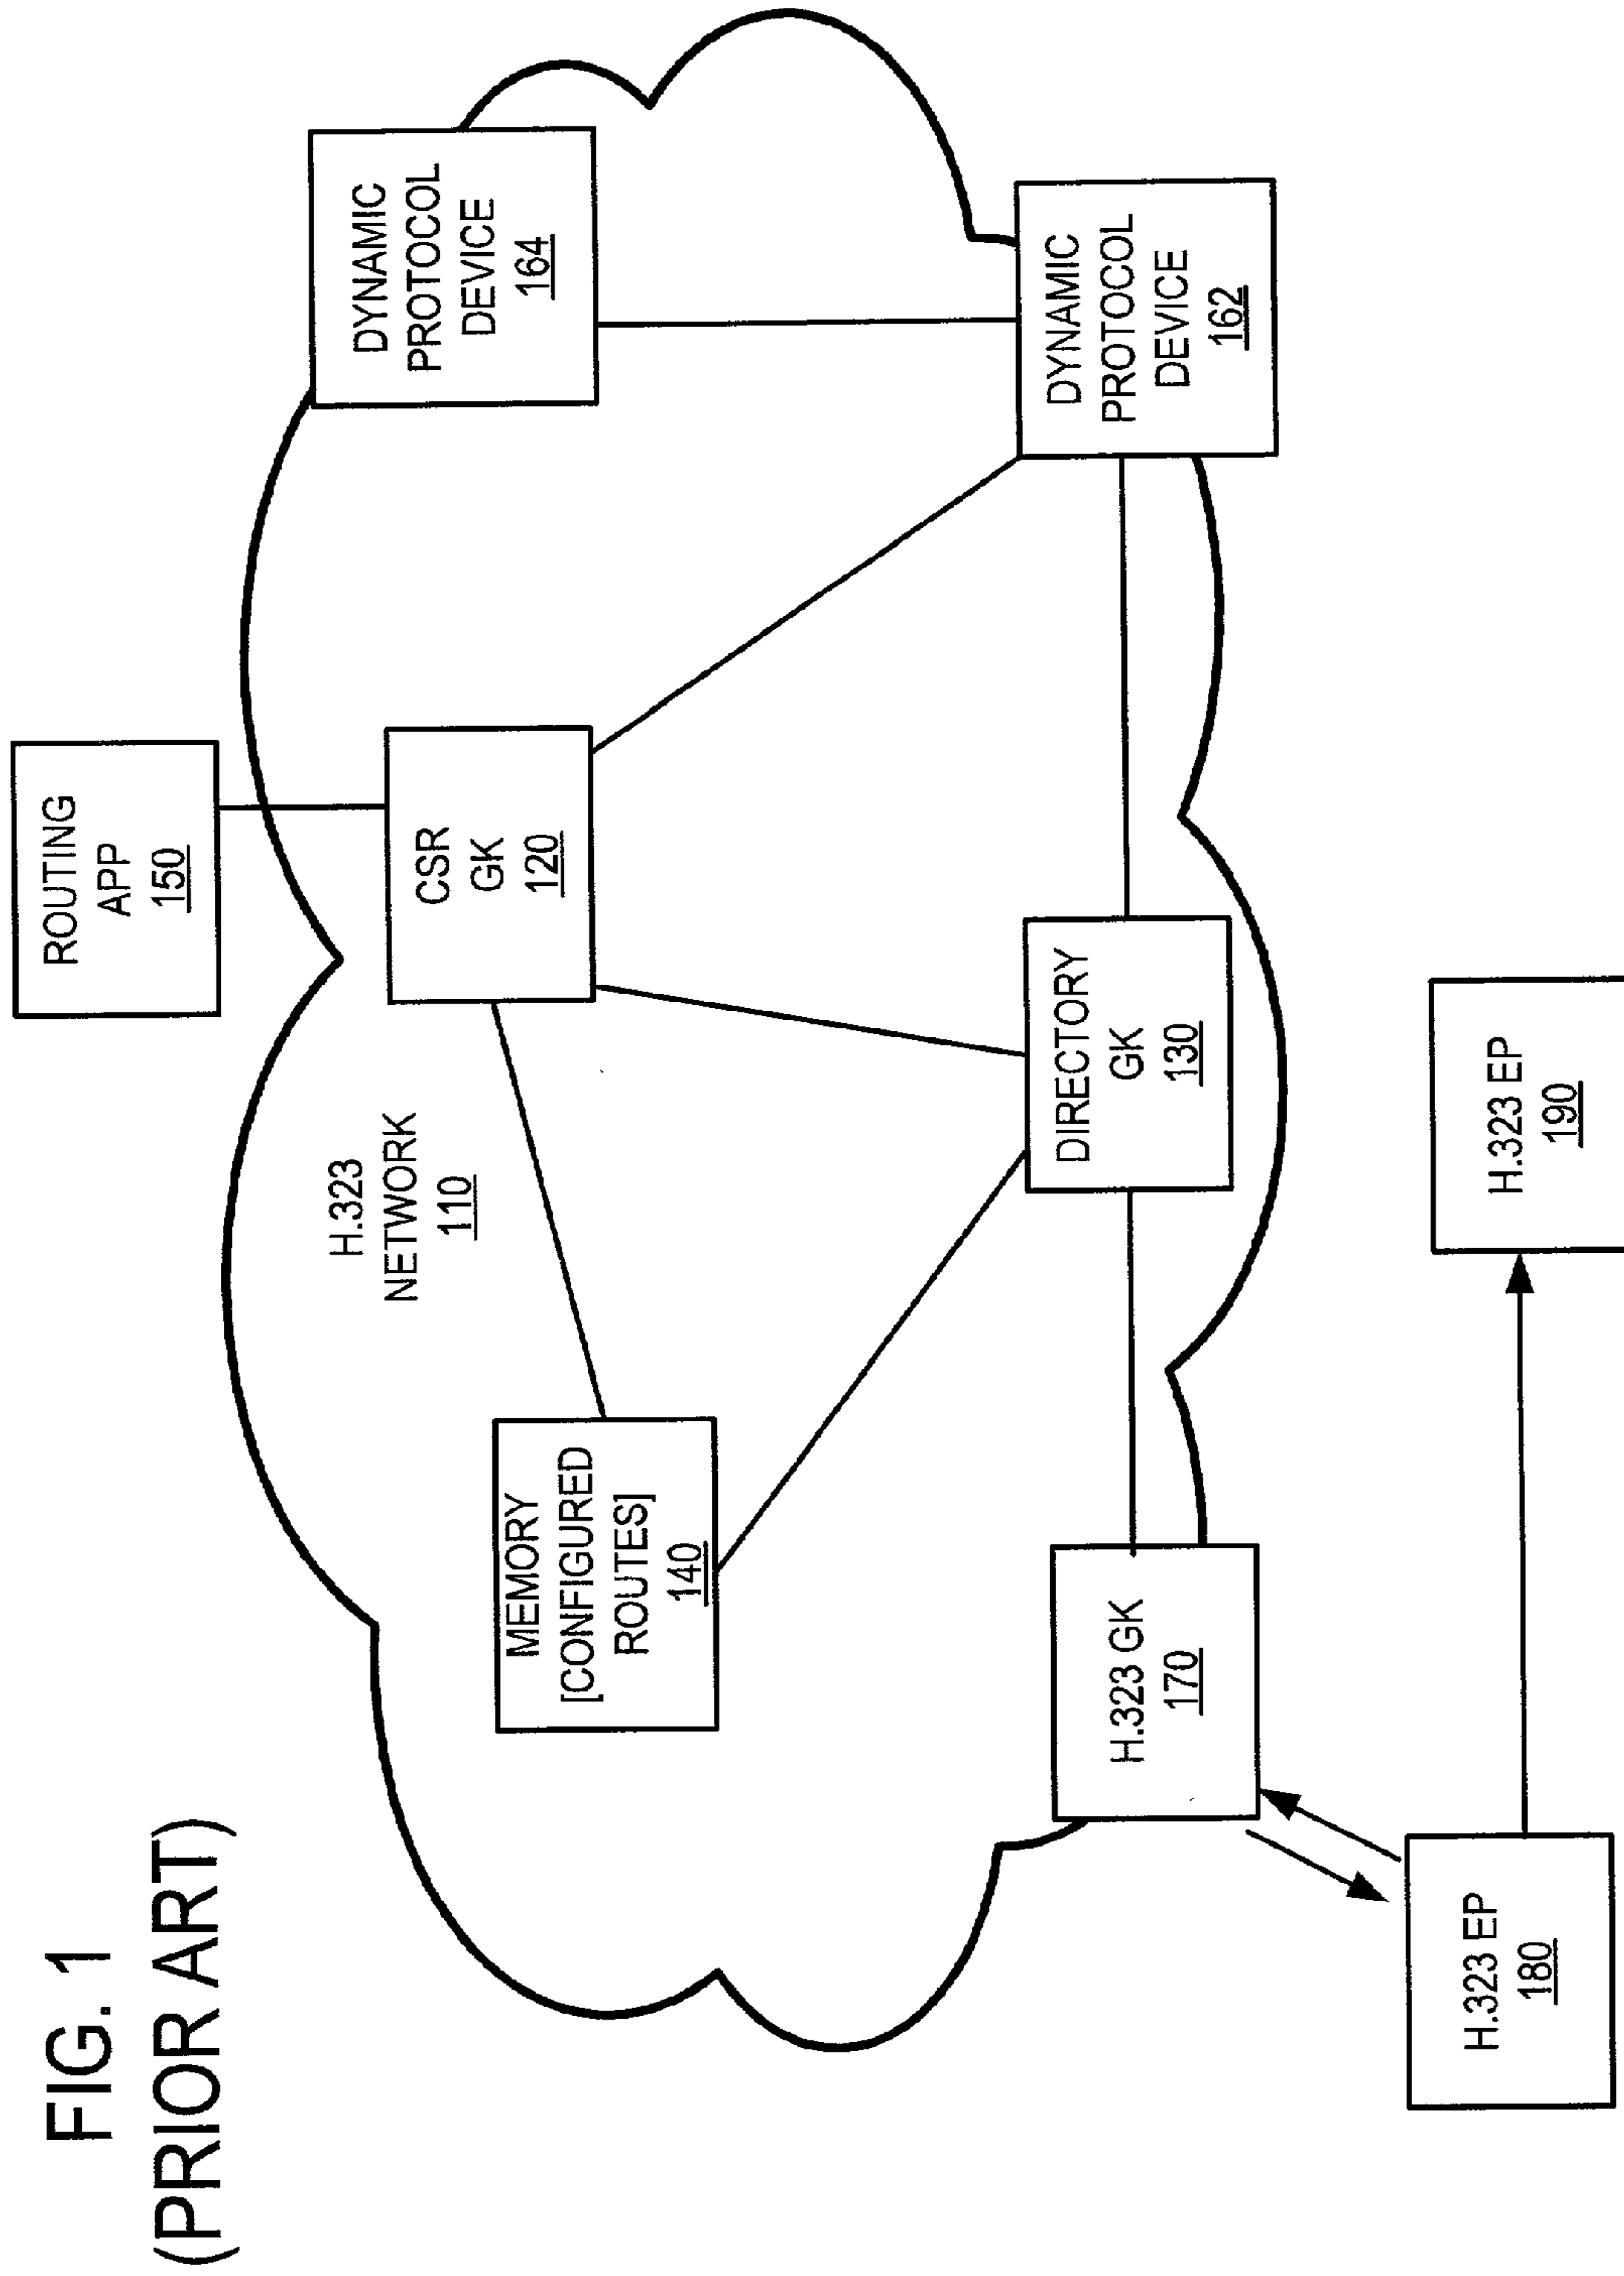 FIG. 1
(PRIOR ART)
ROUTING
APP
150
H.323
NETWORK
110
CSR
GK
120
DYNAMIC
PROTOCOL
DEVICE
164
MEMORY
[CONFIGURED
ROUTES]
140
DIRECTORY
GK
130
DYNAMIC
PROTOCOL
DEVICE
162
H.323 GK
170
H.323 EP
180
H.323 EP
190